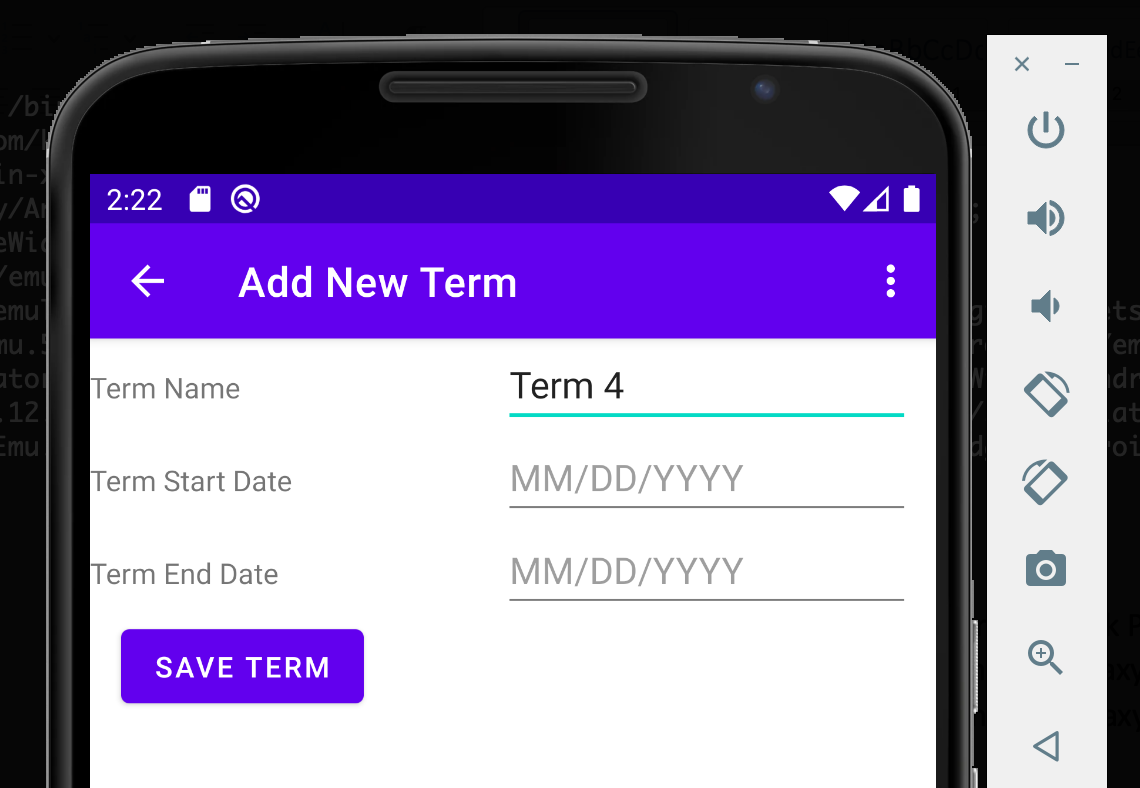 2:22
Add New Term
Term Name
Term 4
Term Start Date
MM/DD/YYYY
Term End Date
MM/DD/YYYY
SAVE TERM